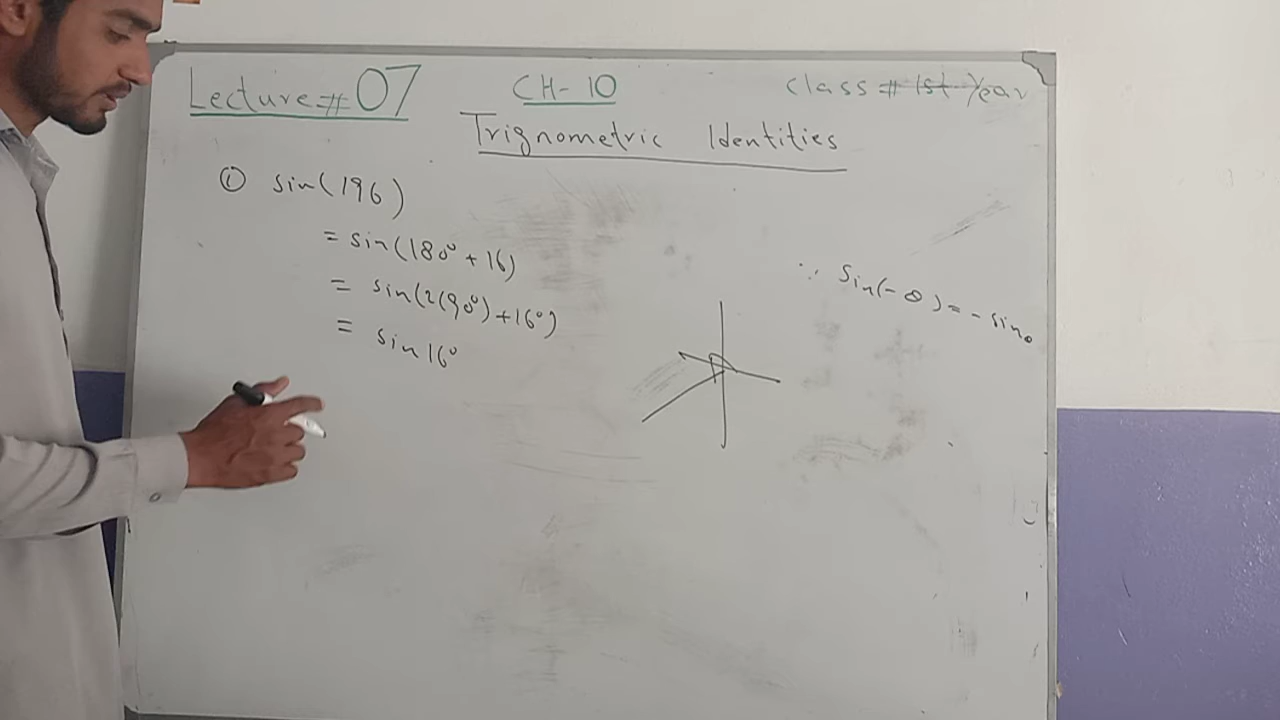 Lecture # 07 CH- 10 Class # 1st Year
Trignometric Identities
① sin(196)
= sin(180° + 16)
= sin(2(90°) + 16°)
= sin 16°
∵ Sin(-θ) = - sinθ